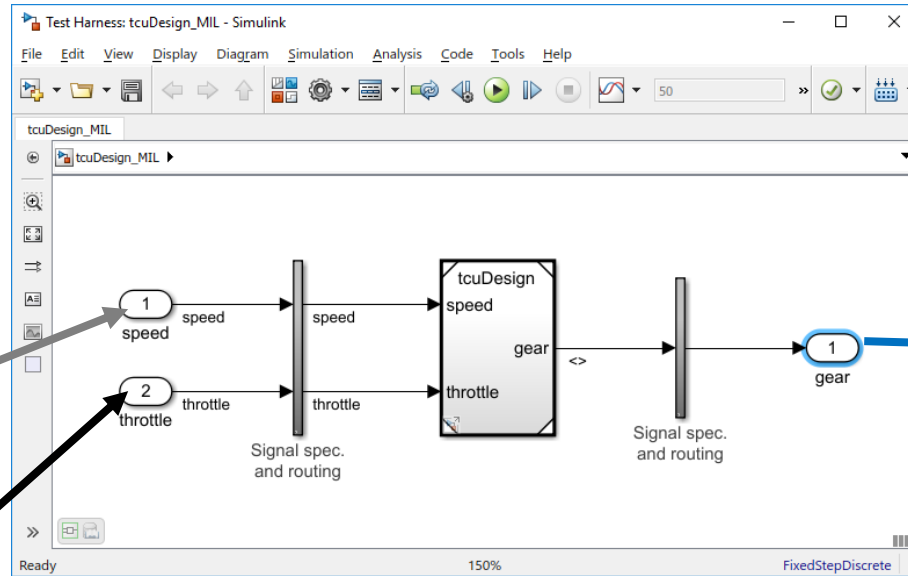 Test Harness: tcuDesign_MIL - Simulink
File Edit View Display Diagram Simulation Analysis Code Tools Help
50
»
tcuDesign_MIL
tcuDesign_MIL
1
speed
speed
speed
2
throttle
throttle
throttle
Signal spec.
and routing
tcuDesign
speed
gear
throttle
<>
Signal spec.
and routing
1
gear
A
»
Ready 150% FixedStepDiscrete